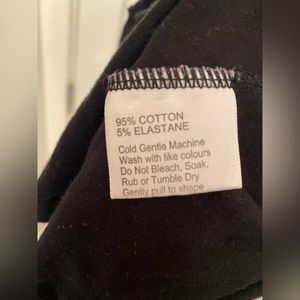 95% COTTON
5% ELASTANE
Cold Gentle Machine
Wash with like colours
Do Not Bleach, Soak,
Rub or Tumble Dry
Gently pull to shape